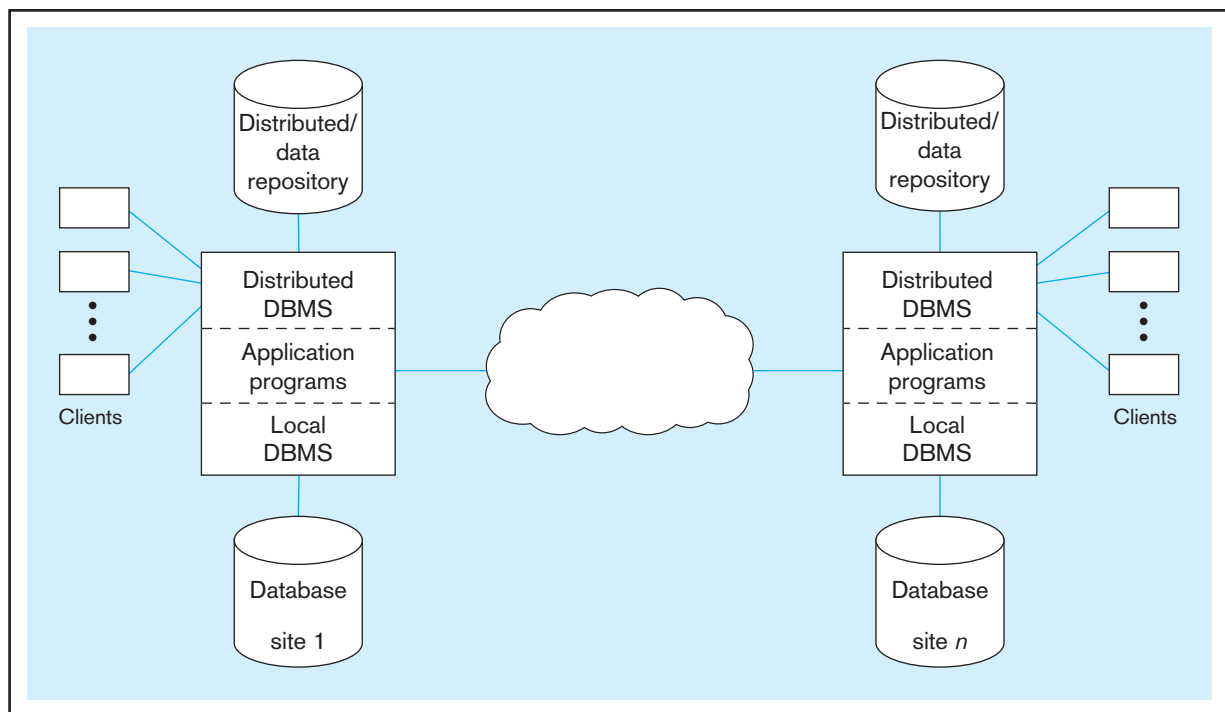 Distributed/
data
repository
Distributed
DBMS
Application
programs
Local
DBMS
Clients
Database
site 1
Distributed/
data
repository
Distributed
DBMS
Application
programs
Local
DBMS
Clients
Database
site n